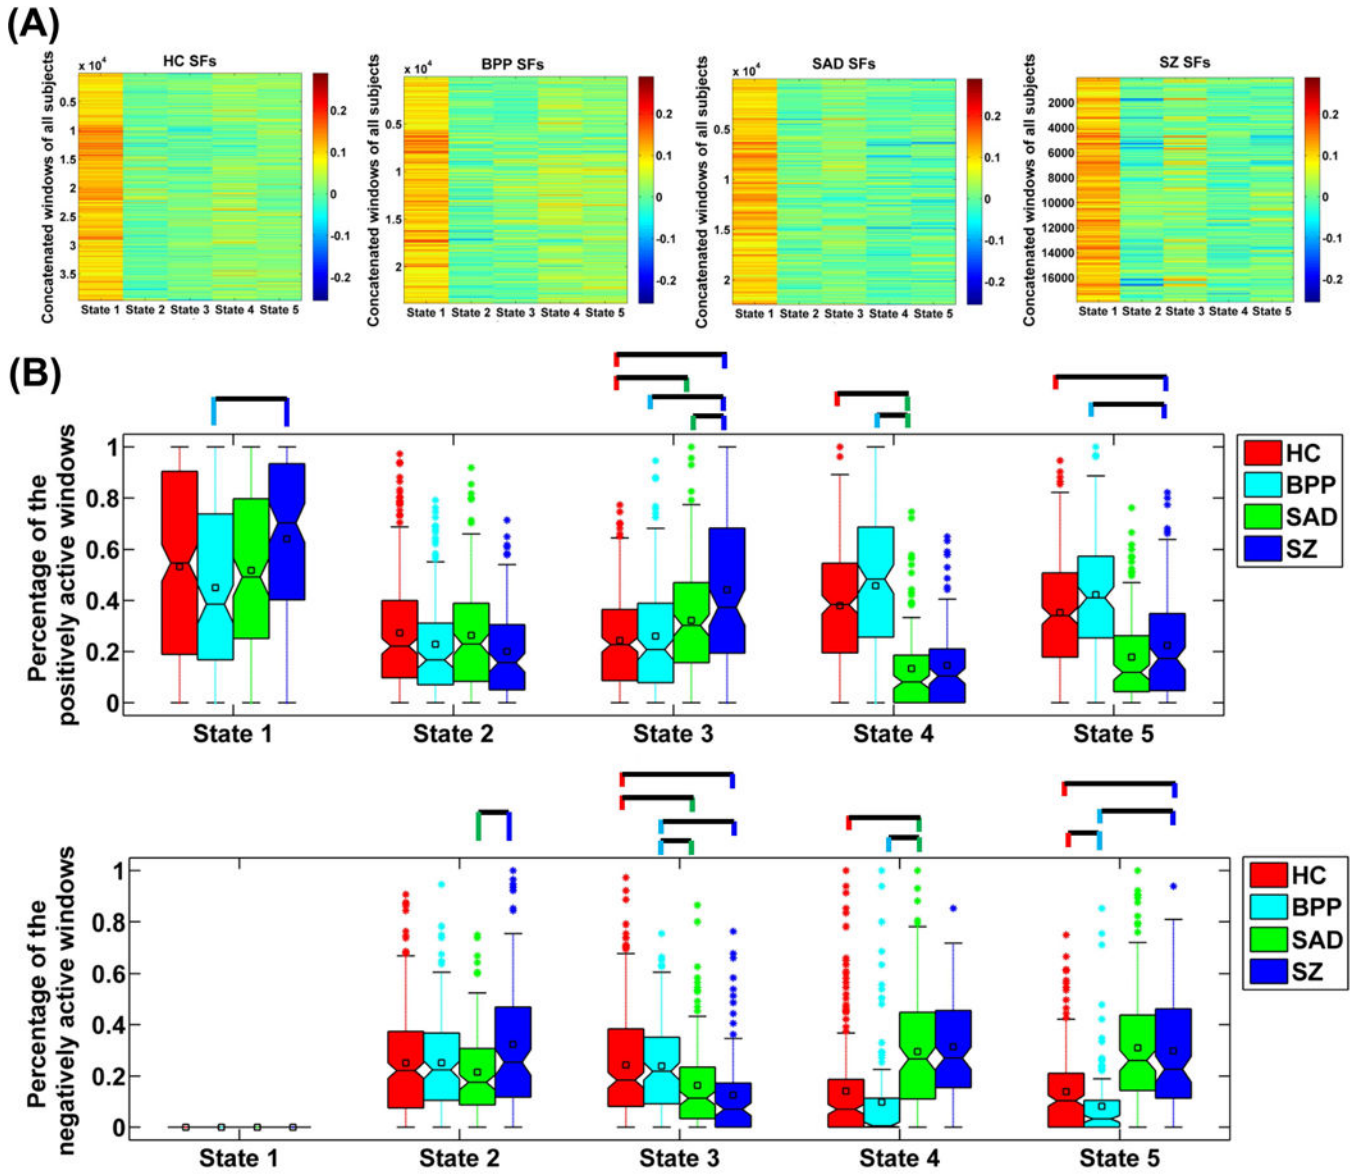 (A)
HC SFs
BPP SFs
SAD SFs
SZ SFs
Concatenated windows of all subjects
x 10^4
0.5
1
1.5
2
2.5
3
3.5
State 1 State 2 State 3 State 4 State 5
0.2
0.1
0
-0.1
-0.2
Concatenated windows of all subjects
x 10^4
0.5
1
1.5
2
State 1 State 2 State 3 State 4 State 5
0.2
0.1
0
-0.1
-0.2
Concatenated windows of all subjects
x 10^4
0.5
1
1.5
2
State 1 State 2 State 3 State 4 State 5
0.2
0.1
0
-0.1
-0.2
Concatenated windows of all subjects
2000
4000
6000
8000
10000
12000
14000
16000
State 1 State 2 State 3 State 4 State 5
0.2
0.1
0
-0.1
-0.2
(B)
Percentage of the
positively active windows
1
0.8
0.6
0.4
0.2
0
State 1 State 2 State 3 State 4 State 5
HC
BPP
SAD
SZ
Percentage of the
negatively active windows
1
0.8
0.6
0.4
0.2
0
State 1 State 2 State 3 State 4 State 5
HC
BPP
SAD
SZ